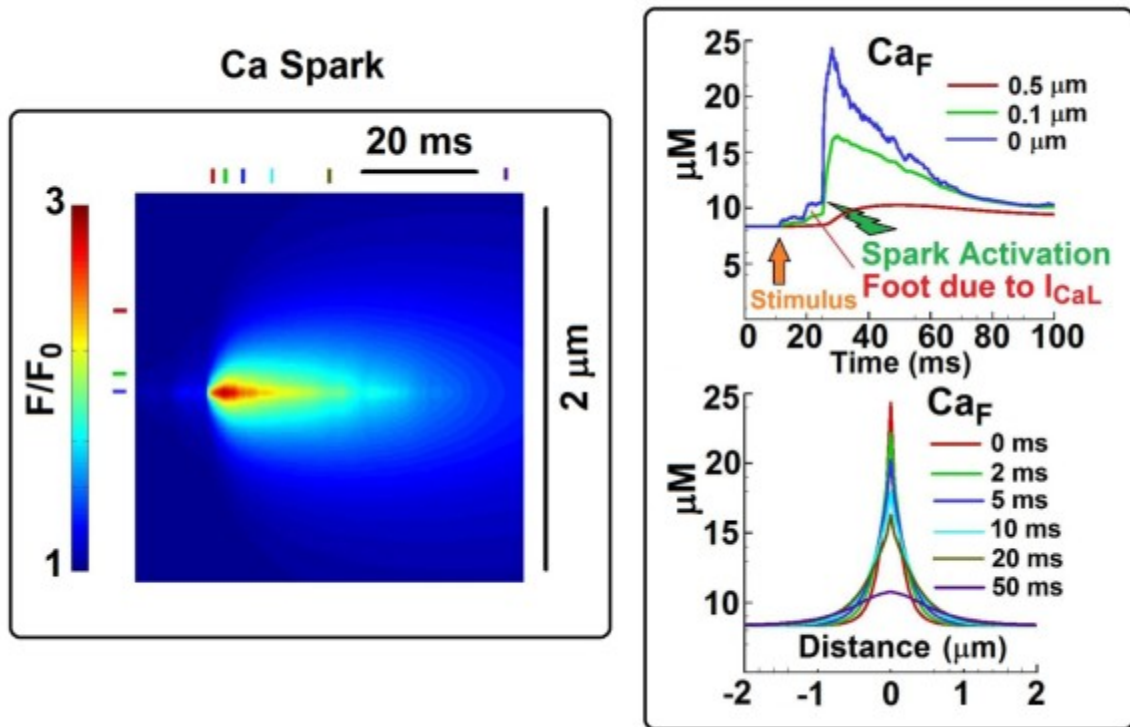 Ca Spark
20 ms
3
F/F0
1
2 μm
25
20
15
10
5
μM
CaF
0.5 μm
0.1 μm
0 μm
Spark Activation
Foot due to ICaL
Stimulus
0 20 40 60 80 100
Time (ms)
25
20
15
10
μM
CaF
0 ms
2 ms
5 ms
10 ms
20 ms
50 ms
Distance (μm)
-2 -1 0 1 2